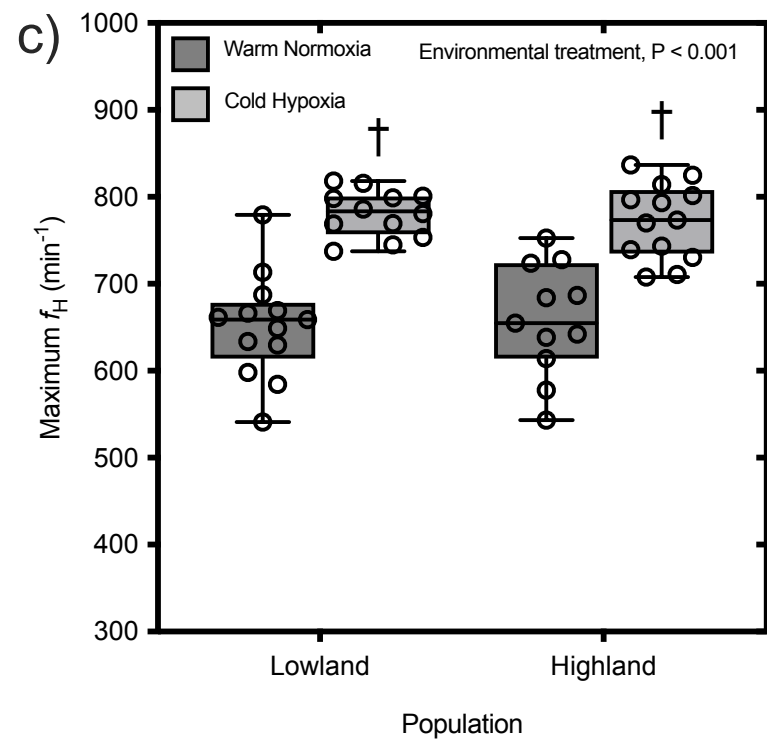 c)
1000
900
800
700
600
500
400
300
Maximum fH (min-1)
Warm Normoxia
Cold Hypoxia
Environmental treatment, P < 0.001
†
†
Lowland
Highland
Population